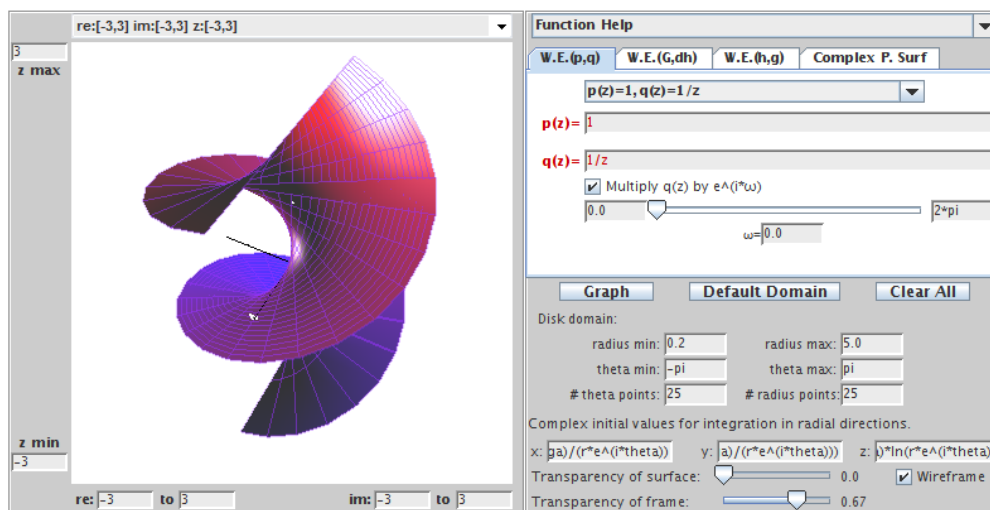 re:[-3,3] im:[-3,3] z:[-3,3]
3
z max
z min
-3
re: -3 to 3 im: -3 to 3
Function Help
W.E.(p,q) W.E.(G,dh) W.E.(h,g) Complex P. Surf
p(z)=1, q(z)=1/z
p(z)= 1
q(z)= 1/z
Multiply q(z) by e^(i*ω)
0.0 2*pi
ω= 0.0
Graph Default Domain Clear All
Disk domain:
radius min: 0.2 radius max: 5.0
theta min: -pi theta max: pi
# theta points: 25 # radius points: 25
Complex initial values for integration in radial directions.
x: ga)/(r*e^(i*theta)) y: a)/(r*e^(i*theta))) z: )*ln(r*e^(i*theta)
Transparency of surface: 0.0 Wireframe
Transparency of frame: 0.67